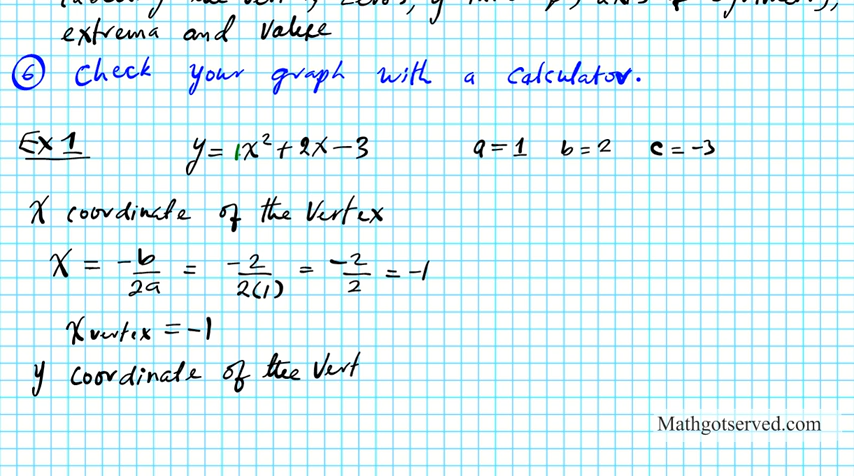 extrema and value
⑥ Check your graph with a calculator.
Ex 1 y = 1x² + 2x - 3 a = 1 b = 2 c = -3
X coordinate of the Vertex
X = -b/2a = -2/2(1) = -2/2 = -1
X vertex = -1
y coordinate of the Vert
Mathgotserved.com